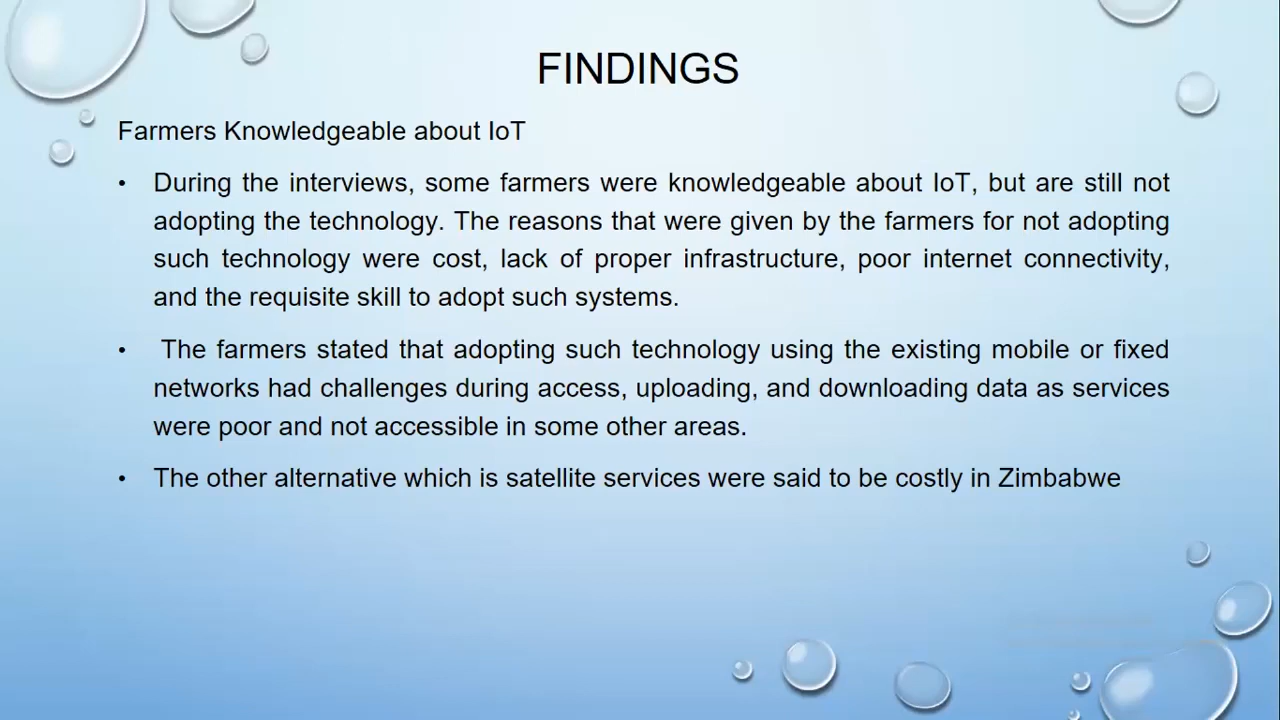 FINDINGS
Farmers Knowledgeable about IoT
• During the interviews, some farmers were knowledgeable about IoT, but are still not
adopting the technology. The reasons that were given by the farmers for not adopting
such technology were cost, lack of proper infrastructure, poor internet connectivity,
and the requisite skill to adopt such systems.
• The farmers stated that adopting such technology using the existing mobile or fixed
networks had challenges during access, uploading, and downloading data as services
were poor and not accessible in some other areas.
• The other alternative which is satellite services were said to be costly in Zimbabwe